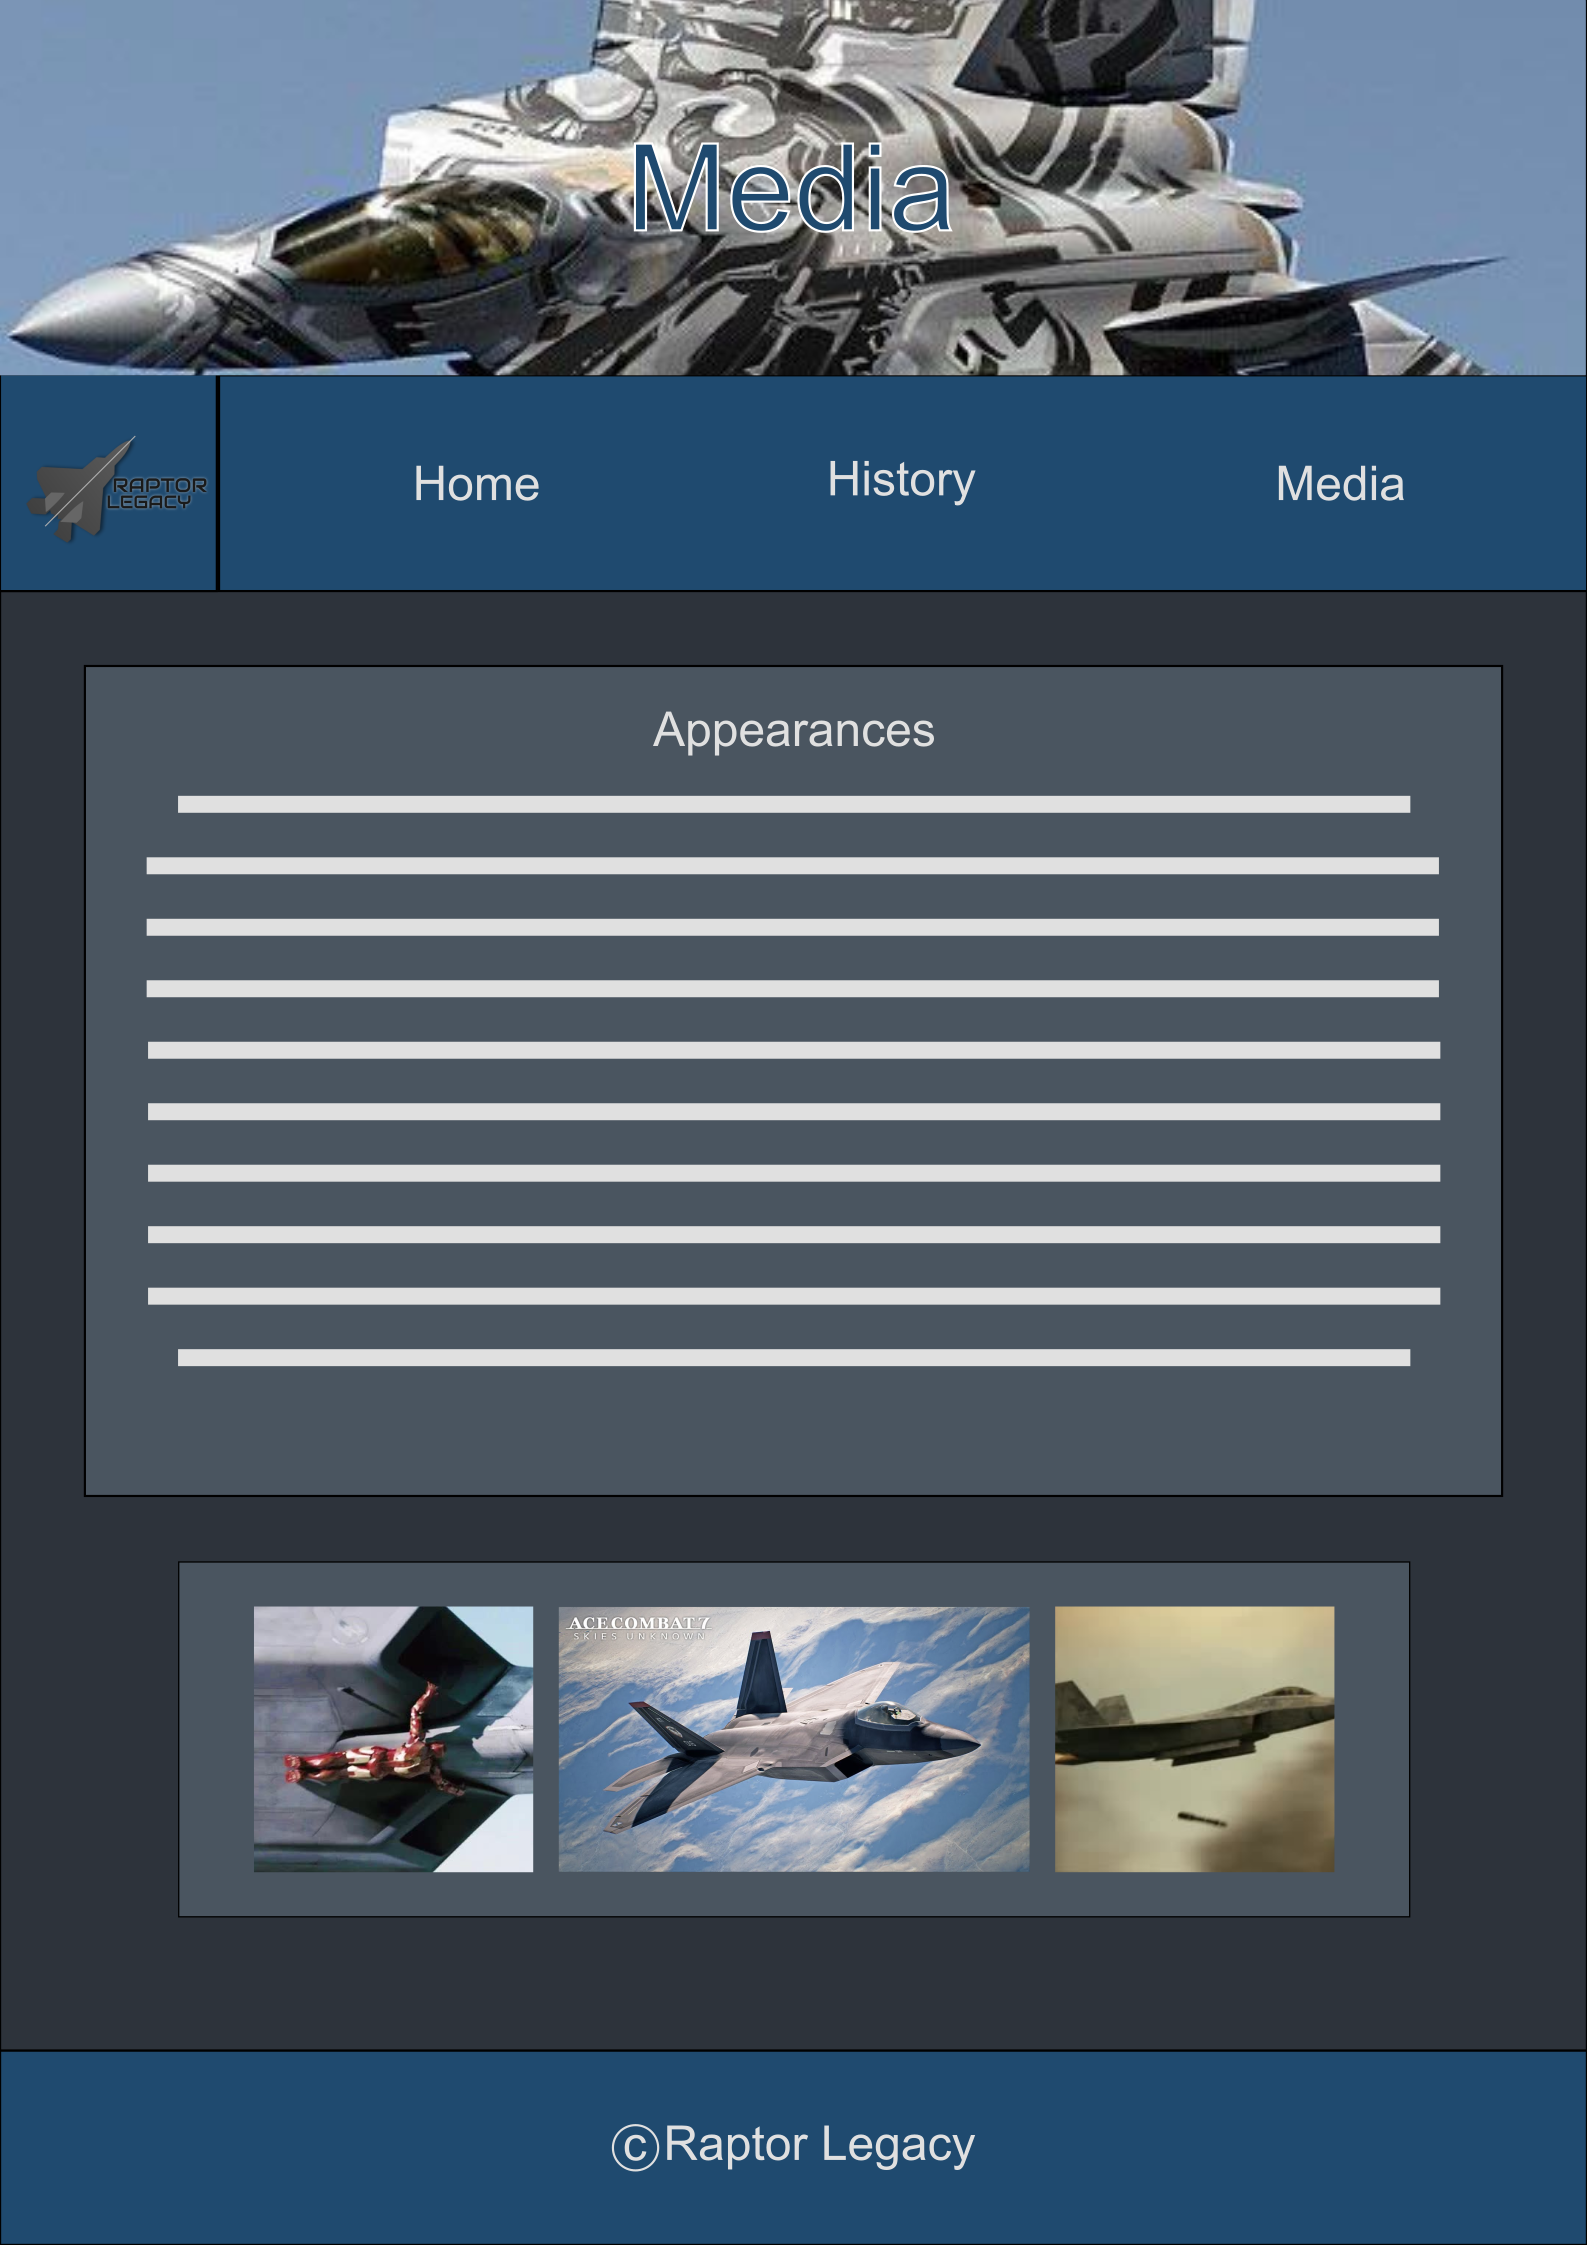 Media
RAPTOR
LEGACY
Home
History
Media
Appearances
ACE COMBAT 7
SKIES UNKNOWN
©Raptor Legacy